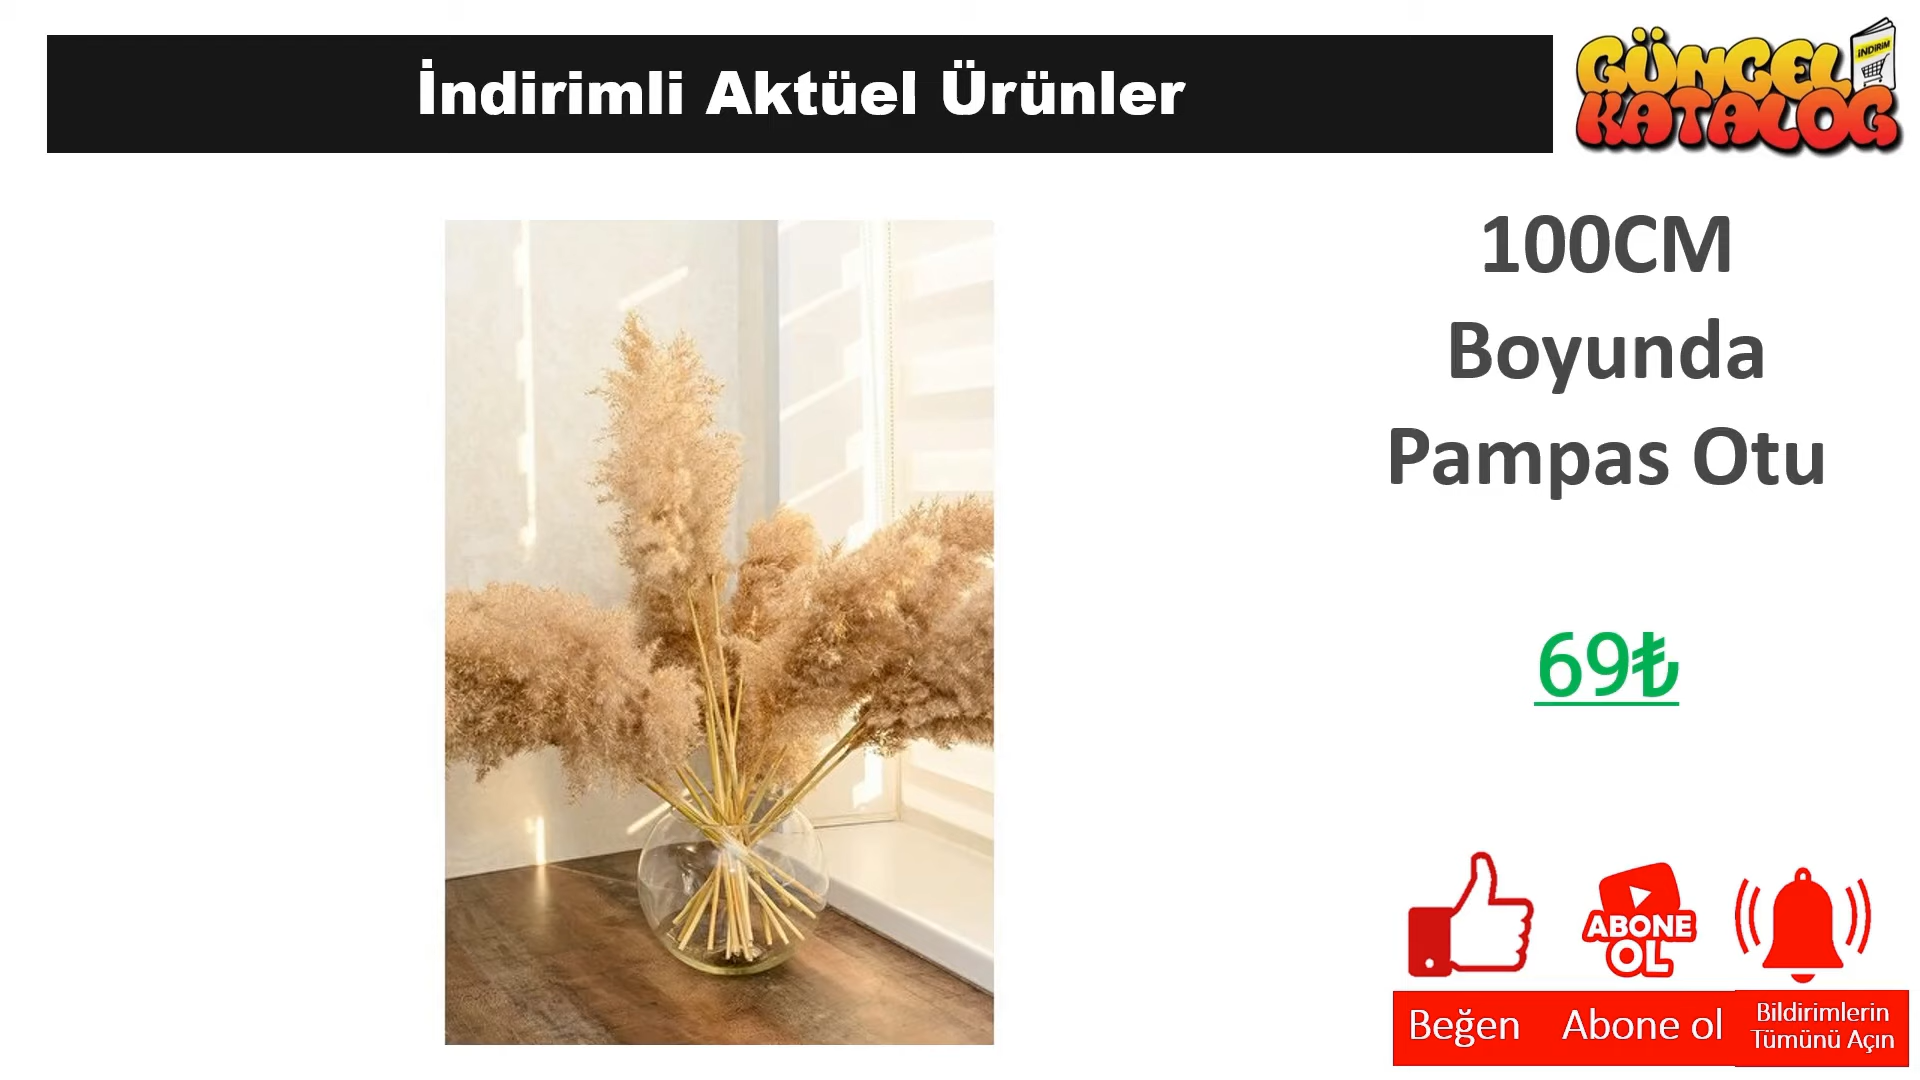 İndirimli Aktüel Ürünler
GÜNCEL
KATALOG
İNDİRİM
100CM
Boyunda
Pampas Otu
69₺
ABONE
OL
Beğen
Abone ol
Bildirimlerin
Tümünü Açın